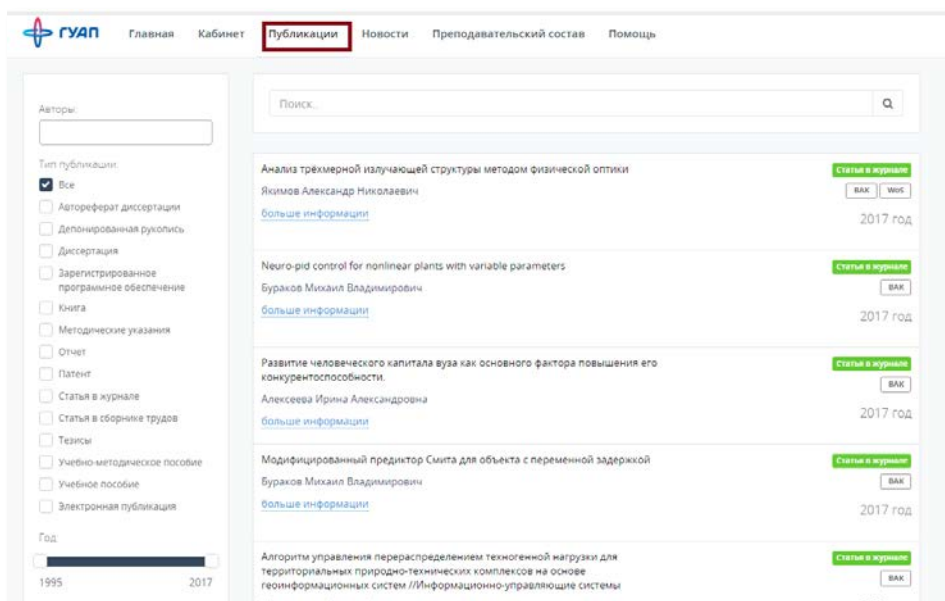 ГУАП
Главная
Кабинет
Публикации
Новости
Преподавательский состав
Помощь
Авторы:
Тип публикации:
Все
Автореферат диссертации
Депонированная рукопись
Диссертация
Зарегистрированное
программное обеспечение
Книга
Методические указания
Отчет
Патент
Статья в журнале
Статья в сборнике трудов
Тезисы
Учебно-методическое пособие
Учебное пособие
Электронная публикация
Год:
1995
2017
Поиск..
Анализ трёхмерной излучающей структуры методом физической оптики
Якимов Александр Николаевич
больше информации
Статья в журнале
ВАК
WoS
2017 год
Neuro-pid control for nonlinear plants with variable parameters
Бураков Михаил Владимирович
больше информации
Статья в журнале
ВАК
2017 год
Развитие человеческого капитала вуза как основного фактора повышения его
конкурентоспособности.
Алексеева Ирина Александровна
больше информации
Статья в журнале
ВАК
2017 год
Модифицированный предиктор Смита для объекта с переменной задержкой
Бураков Михаил Владимирович
больше информации
Статья в журнале
ВАК
2017 год
Алгоритм управления перераспределением техногенной нагрузки для
территориальных природно-технических комплексов на основе
геоинформационных систем //Информационно-управляющие системы
Статья в журнале
ВАК